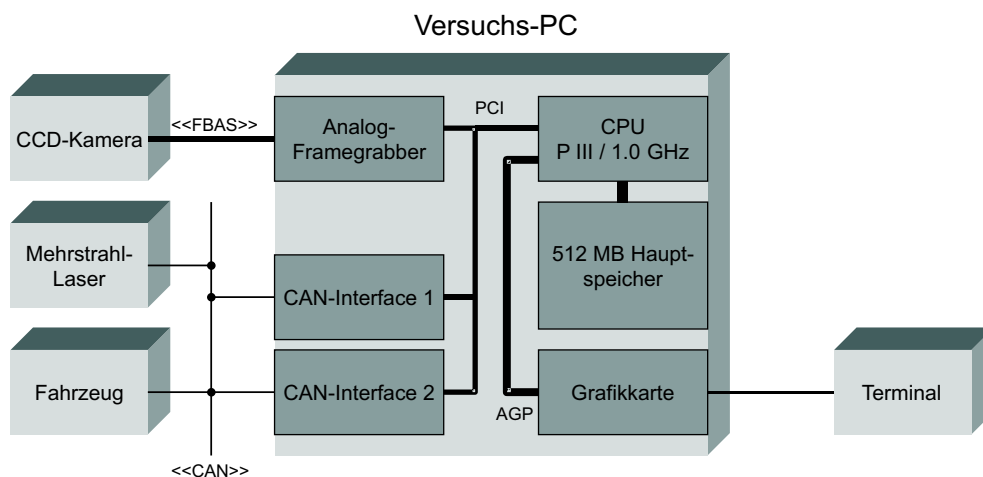 Versuchs-PC
CCD-Kamera
<<FBAS>>
Analog-
Framegrabber
PCI
CPU
P III / 1.0 GHz
Mehrstrahl-
Laser
512 MB Haupt-
speicher
CAN-Interface 1
Fahrzeug
CAN-Interface 2
AGP
Grafikkarte
Terminal
<<CAN>>